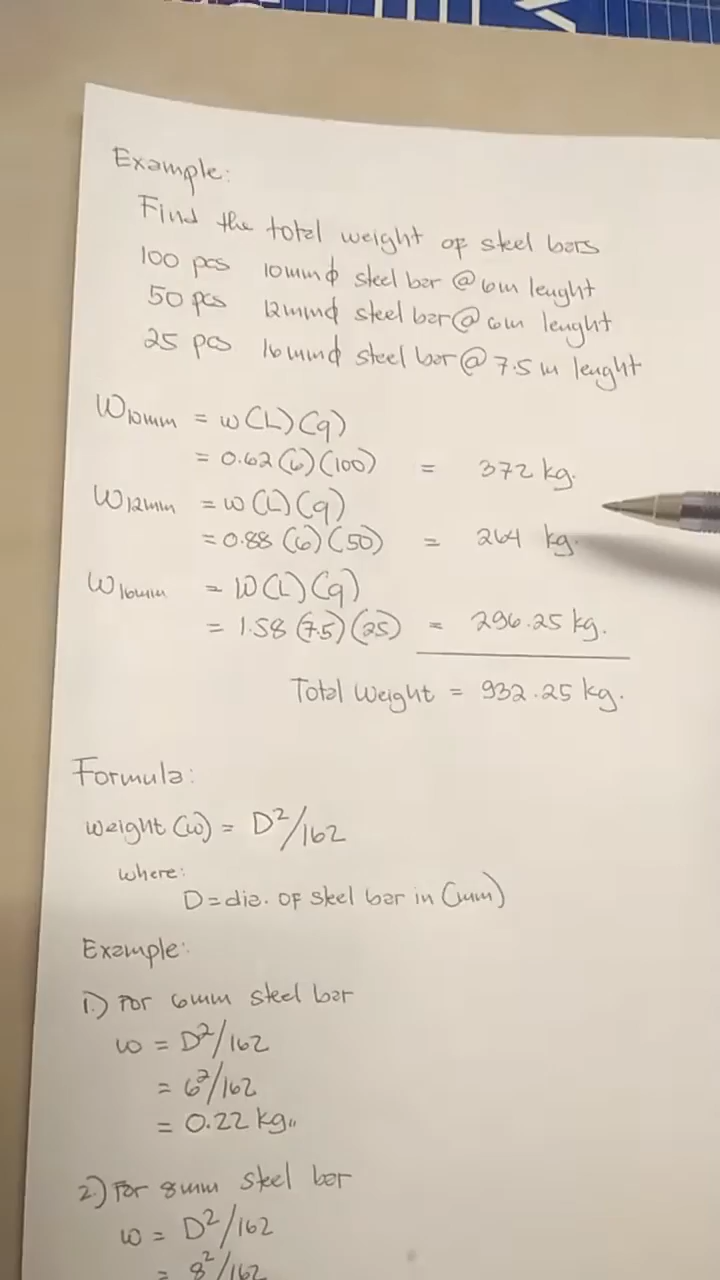 Example:
Find the total weight of steel bars
100 pcs 10mmϕ steel bar @ 6m lenght
50 pcs 12mmϕ steel bar @ 6m lenght
25 pcs 16mmϕ steel bar @ 7.5 m lenght
W10mm = w(L)(q)
= 0.62(6)(100) = 372 kg.
W12mm = w(L)(q)
= 0.88 (6)(50) = 264 kg.
W16mm = w(L)(q)
= 1.58 (7.5)(25) = 296.25 kg.
Total Weight = 932.25 kg.
Formula:
Weight (w) = D²/162
where:
D = dia. of steel bar in (mm)
Example:
1.) For 6mm steel bar
w = D²/162
= 6²/162
= 0.22 kg,,
2.) For 8mm steel bar
w = D²/162
= 8²/162